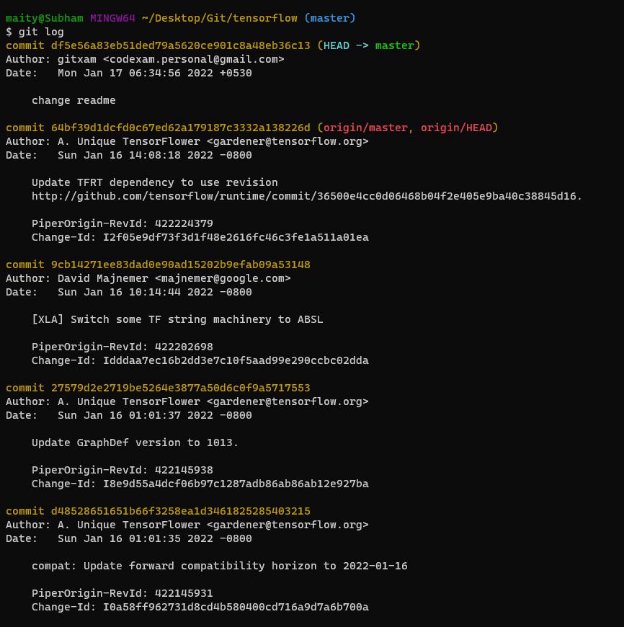 maity@Subham MINGW64 ~/Desktop/Git/tensorflow (master)
$ git log
commit df5e56a83eb51ded79a5620ce901c8a48eb36c13 (HEAD -> master)
Author: gitxam <codexam.personal@gmail.com>
Date:   Mon Jan 17 06:34:56 2022 +0530
change readme
commit 64bf39d1dcfd0c67ed62a179187c3332a138226d (origin/master, origin/HEAD)
Author: A. Unique TensorFlower <gardener@tensorflow.org>
Date:   Sun Jan 16 14:08:18 2022 -0800
Update TFRT dependency to use revision
http://github.com/tensorflow/runtime/commit/36500e4cc0d06468b04f2e405e9ba40c38845d16.
PiperOrigin-RevId: 422224379
Change-Id: I2f05e9df73f3d1f48e2616fc46c3fe1a511a01ea
commit 9cb14271ee83dad0e90ad15202b9efab09a53148
Author: David Majnemer <majnemer@google.com>
Date:   Sun Jan 16 10:14:44 2022 -0800
[XLA] Switch some TF string machinery to ABSL
PiperOrigin-RevId: 422202698
Change-Id: Idddaa7ec16b2dd3e7c10f5aad99e290ccbc02dda
commit 27579d2e2719be5264e3877a50d6c0f9a5717553
Author: A. Unique TensorFlower <gardener@tensorflow.org>
Date:   Sun Jan 16 01:01:37 2022 -0800
Update GraphDef version to 1013.
PiperOrigin-RevId: 422145938
Change-Id: I8e9d55a4dcf06b97c1287adb86ab86ab12e927ba
commit d48528651651b66f3258ea1d3461825285403215
Author: A. Unique TensorFlower <gardener@tensorflow.org>
Date:   Sun Jan 16 01:01:35 2022 -0800
compat: Update forward compatibility horizon to 2022-01-16
PiperOrigin-RevId: 422145931
Change-Id: I0a58ff962731d8cd4b580400cd716a9d7a6b700a